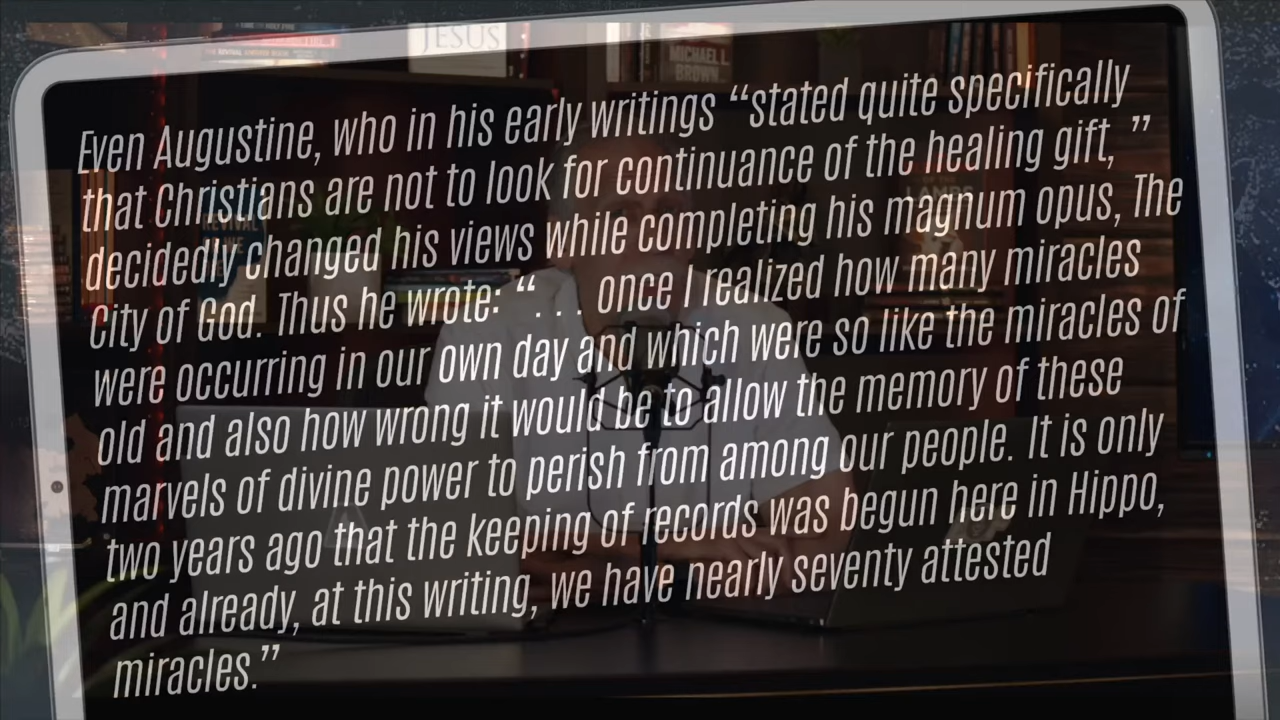 JESUS
MICHAEL L.
BROWN
Even Augustine, who in his early writings “stated quite specifically
that Christians are not to look for continuance of the healing gift,”
decidedly changed his views while completing his magnum opus, The
City of God. Thus he wrote: “. . . once I realized how many miracles
were occurring in our own day and which were so like the miracles of
old and also how wrong it would be to allow the memory of these
marvels of divine power to perish from among our people. It is only
two years ago that the keeping of records was begun here in Hippo,
and already, at this writing, we have nearly seventy attested
miracles.”